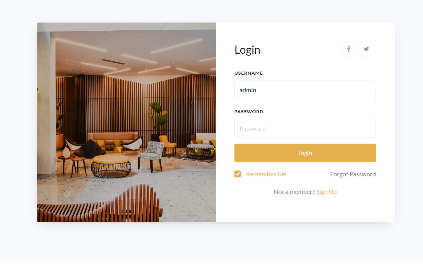 Login
USERNAME
admin
PASSWORD
Password
Login
Remember Me Forgot Password
Not a member? Sign Up